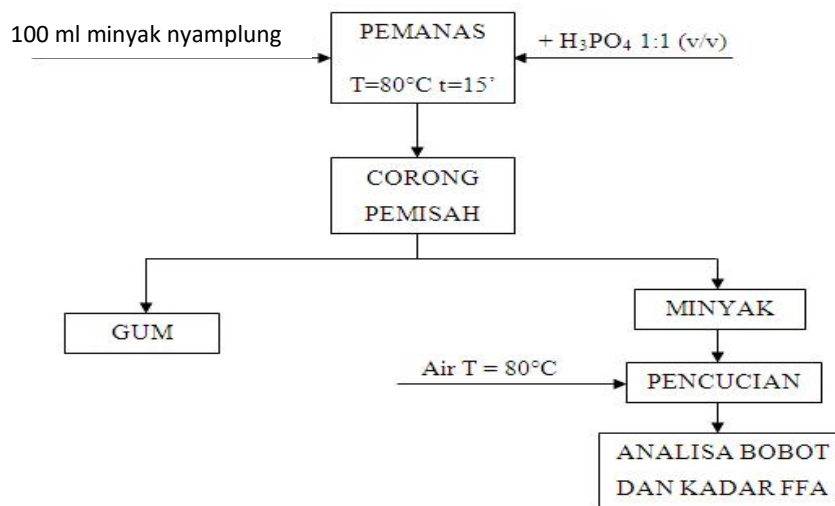 100 ml minyak nyamplung
PEMANAS
T=80°C t=15’
+ H₃PO₄ 1:1 (v/v)
CORONG
PEMISAH
GUM
MINYAK
Air T = 80°C
PENCUCIAN
ANALISA BOBOT
DAN KADAR FFA